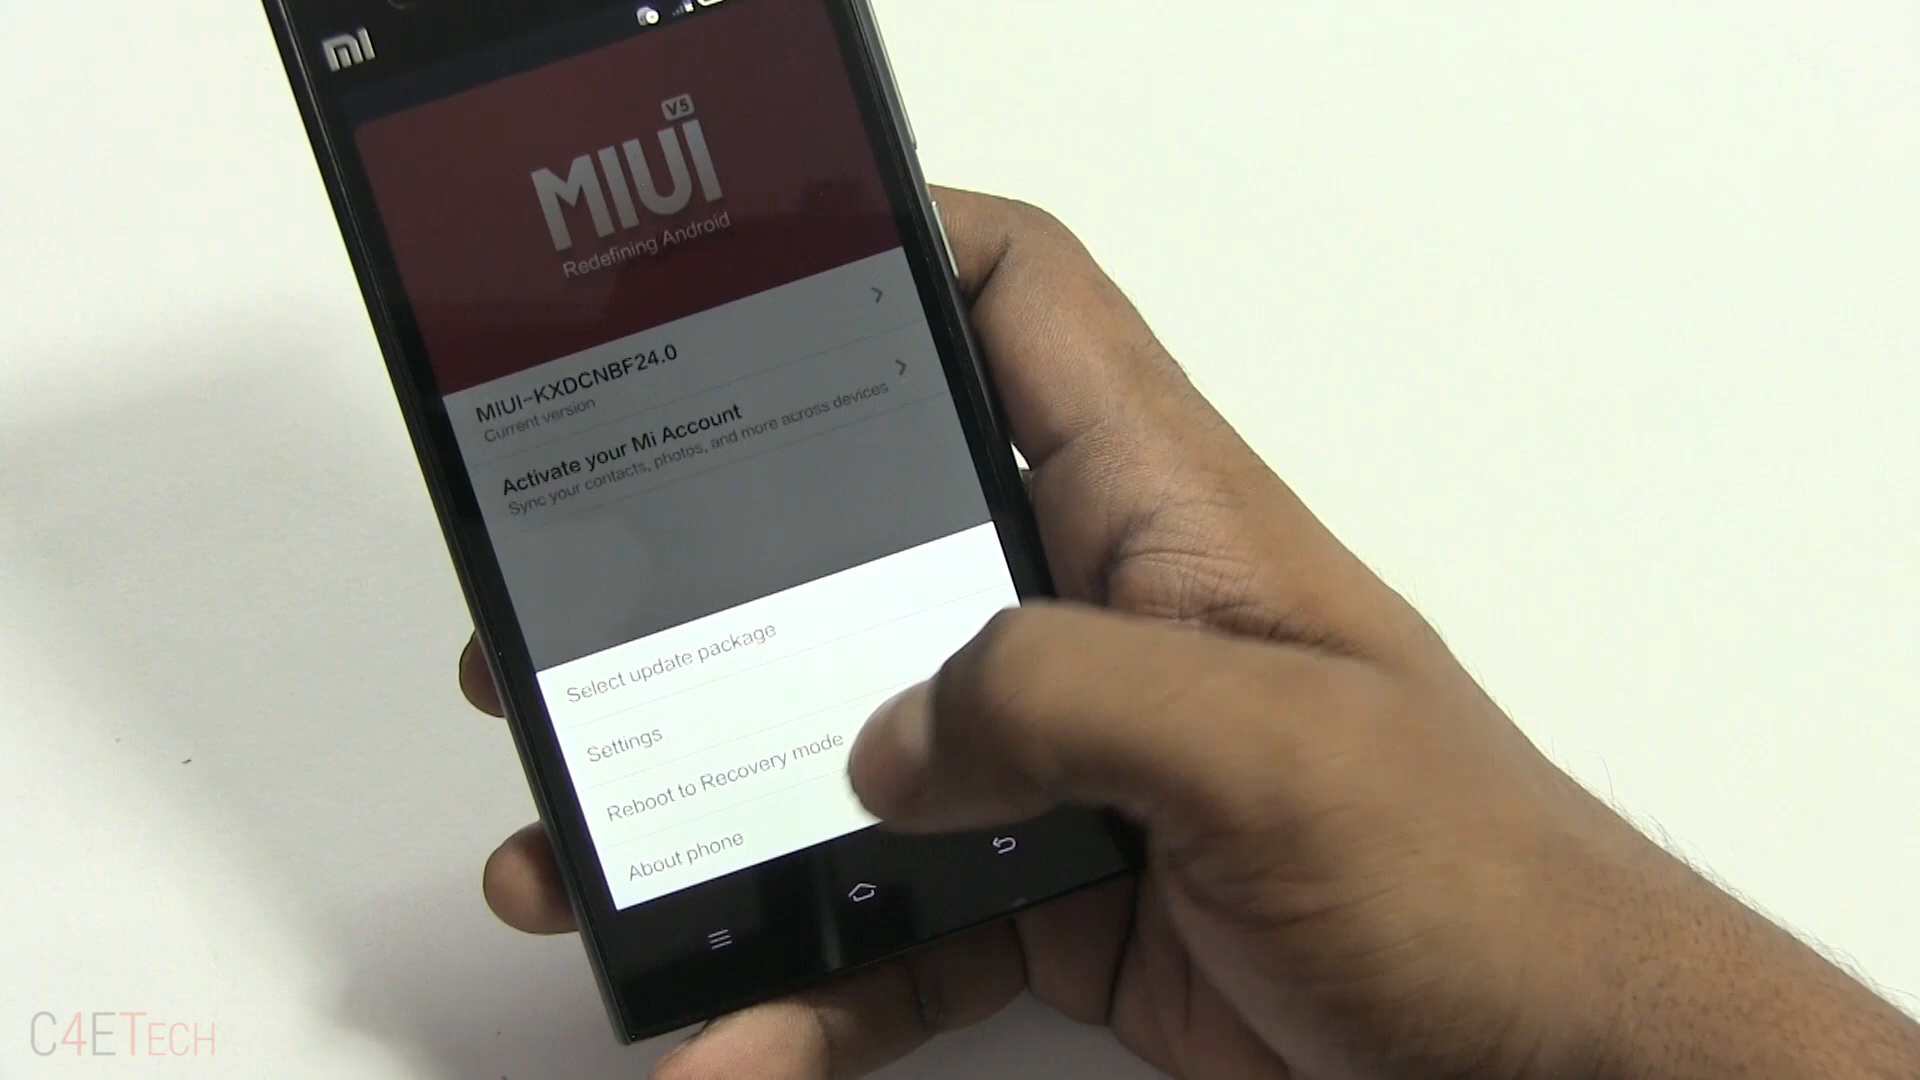 MI
V5
MIUI
Redefining Android
MIUI-KXDCNBF24.0
Current version
Activate your Mi Account
Sync your contacts, photos, and more across devices
Select update package
Settings
Reboot to Recovery mode
About phone
C4ETECH